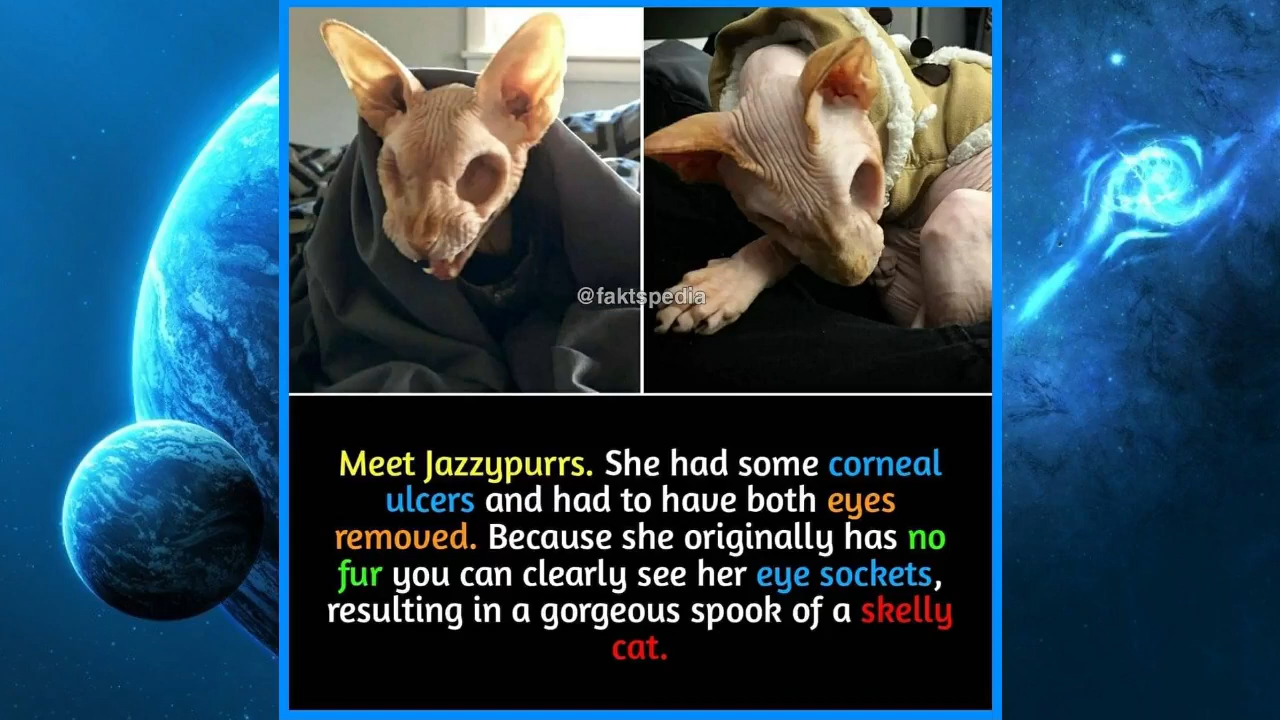 @faktspedia
Meet Jazzypurrs. She had some corneal
ulcers and had to have both eyes
removed. Because she originally has no
fur you can clearly see her eye sockets,
resulting in a gorgeous spook of a skelly
cat.